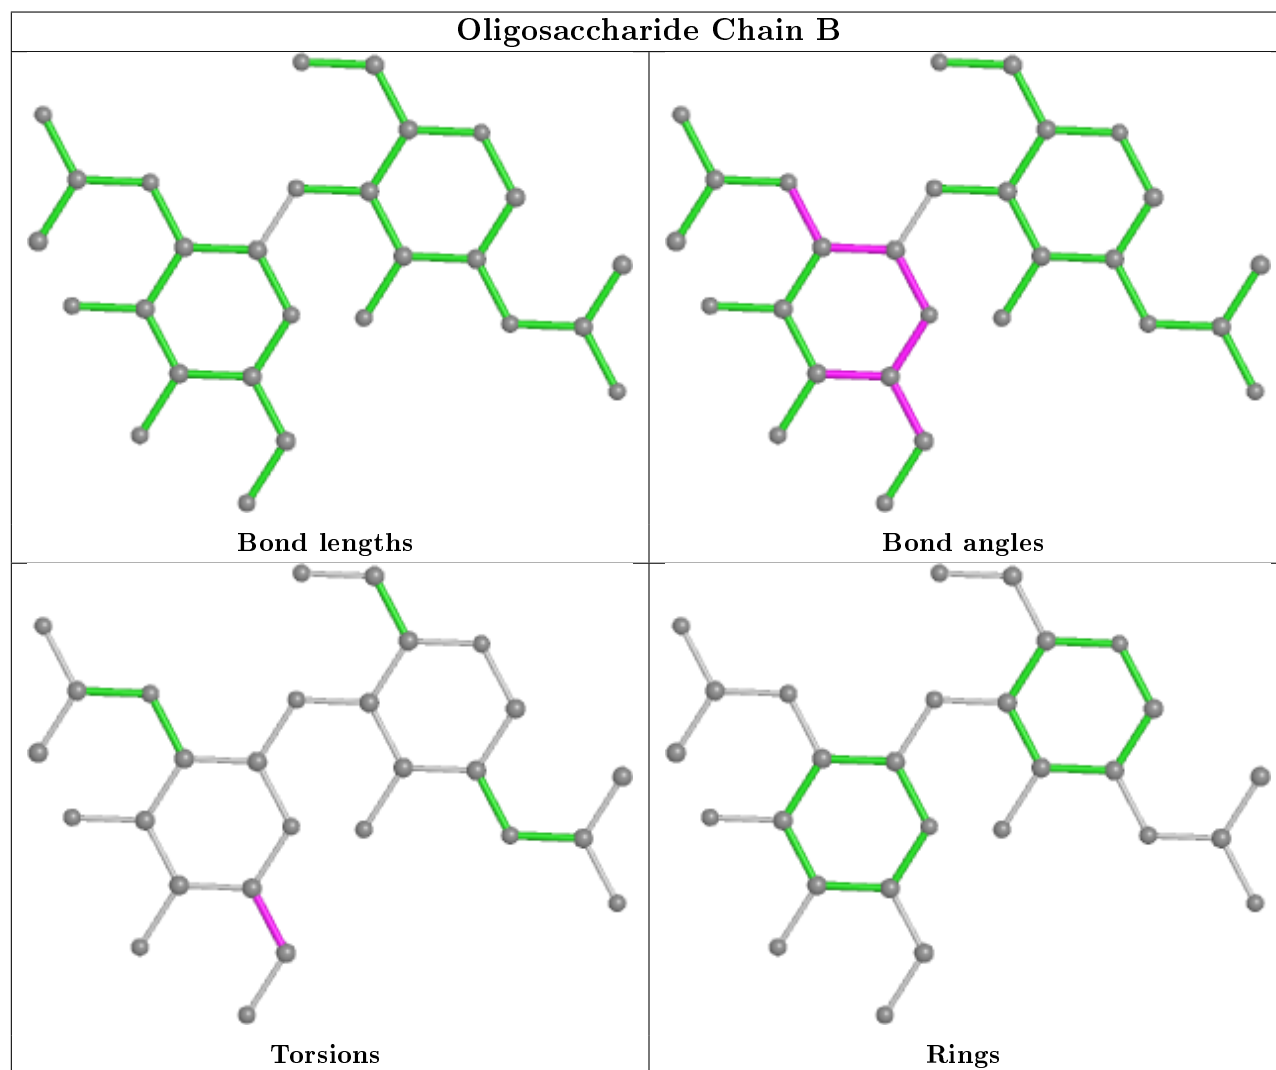 Oligosaccharide Chain B
Bond lengths
Bond angles
Torsions
Rings